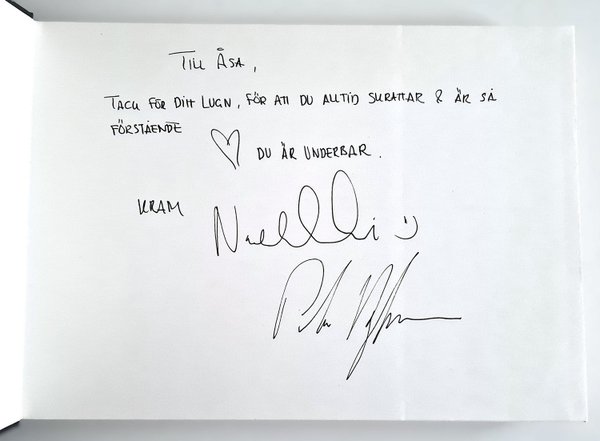 TILL ÅSA,
TACK FÖR DITT LUGN, FÖR ATT DU ALLTID SKRATTAR & ÄR SÅ
FÖRSTÅENDE
DU ÄR UNDERBAR.
KRAM
:)